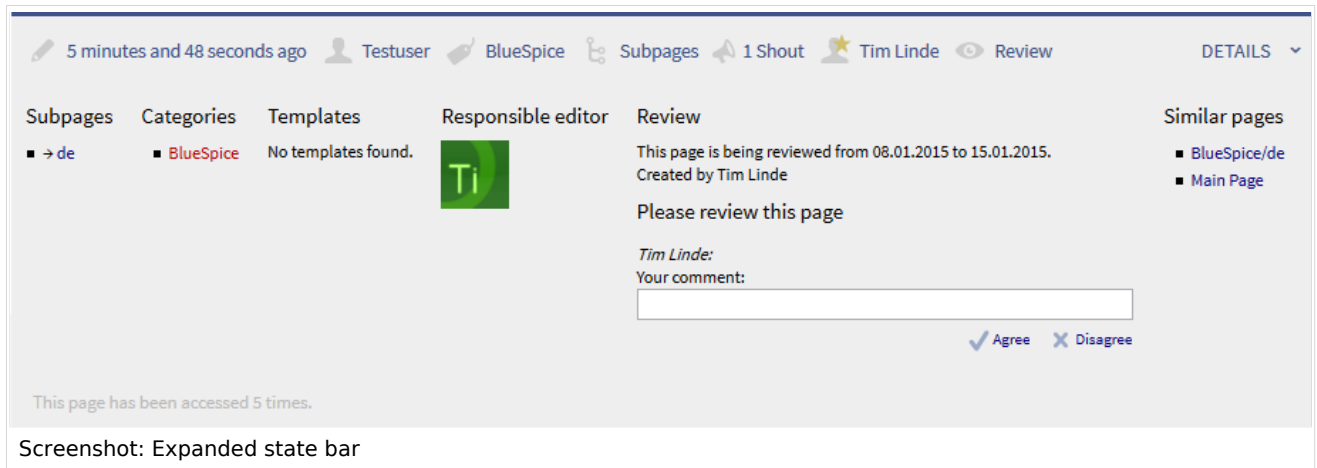 5 minutes and 48 seconds ago Testuser BlueSpice Subpages 1 Shout Tim Linde Review DETAILS
Subpages
→ de
Categories
BlueSpice
Templates
No templates found.
Responsible editor
Ti
Review
This page is being reviewed from 08.01.2015 to 15.01.2015.
Created by Tim Linde
Please review this page
Tim Linde:
Your comment:
Agree Disagree
Similar pages
BlueSpice/de
Main Page
This page has been accessed 5 times.
Screenshot: Expanded state bar